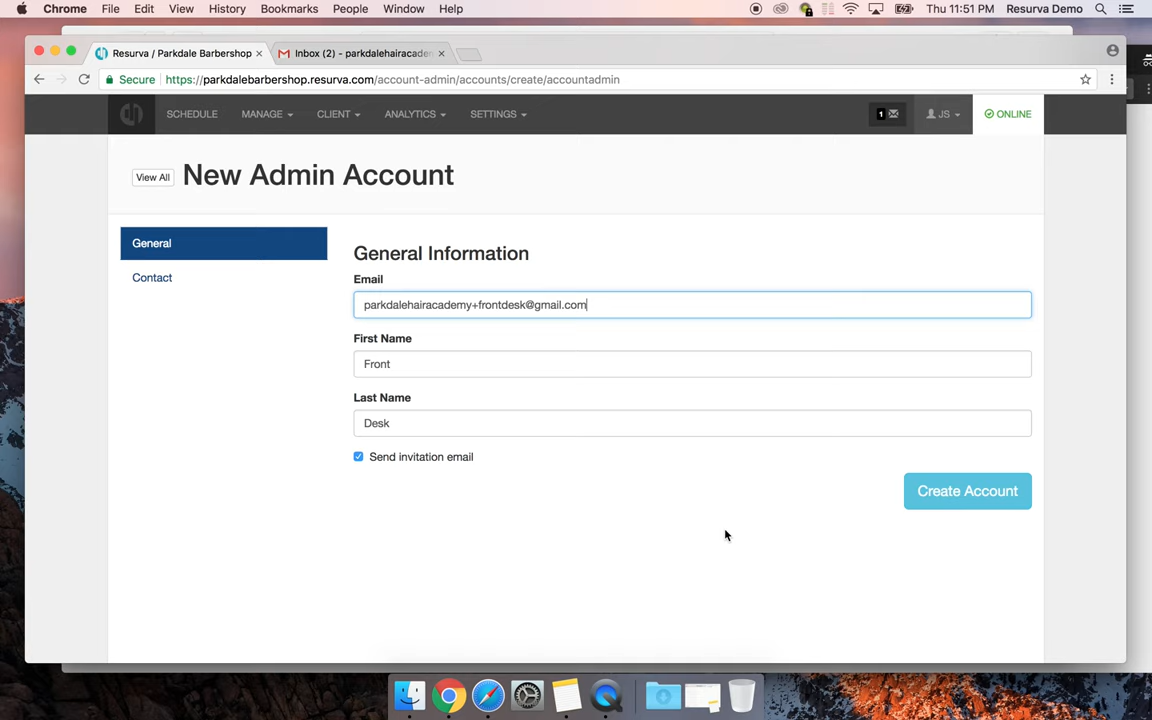 Chrome File Edit View History Bookmarks People Window Help Thu 11:51 PM Resurva Demo
Resurva / Parkdale Barbershop Inbox (2) - parkdalehairacadem
Secure https://parkdalebarbershop.resurva.com/account-admin/accounts/create/accountadmin
SCHEDULE MANAGE CLIENT ANALYTICS SETTINGS 1 JS ONLINE
View All New Admin Account
General
Contact
General Information
Email
parkdalehairacademy+frontdesk@gmail.com
First Name
Front
Last Name
Desk
Send invitation email
Create Account